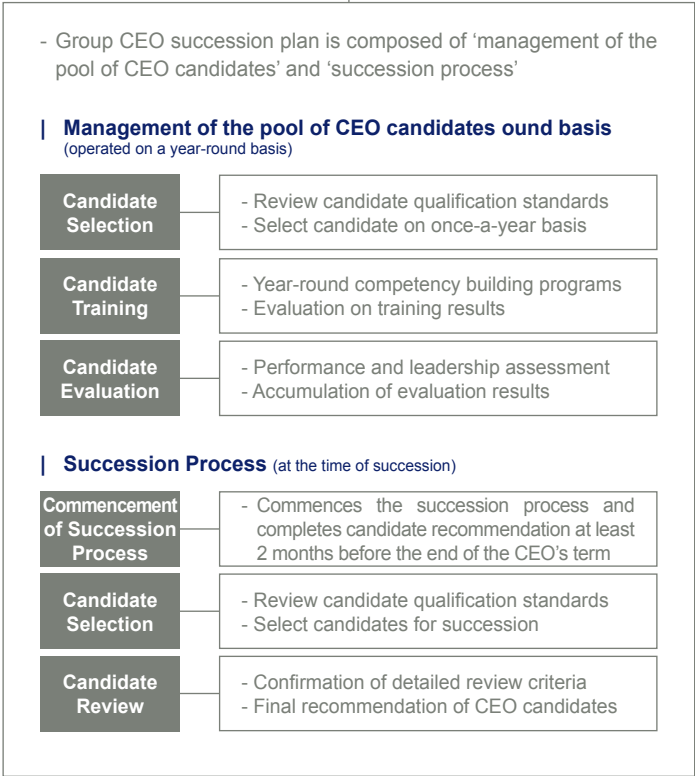 - Group CEO succession plan is composed of ‘management of the
pool of CEO candidates’ and ‘succession process’
| Management of the pool of CEO candidates ound basis
(operated on a year-round basis)
Candidate
Selection
- Review candidate qualification standards
- Select candidate on once-a-year basis
Candidate
Training
- Year-round competency building programs
- Evaluation on training results
Candidate
Evaluation
- Performance and leadership assessment
- Accumulation of evaluation results
| Succession Process (at the time of succession)
Commencement
of Succession
Process
- Commences the succession process and
completes candidate recommendation at least
2 months before the end of the CEO’s term
Candidate
Selection
- Review candidate qualification standards
- Select candidates for succession
Candidate
Review
- Confirmation of detailed review criteria
- Final recommendation of CEO candidates